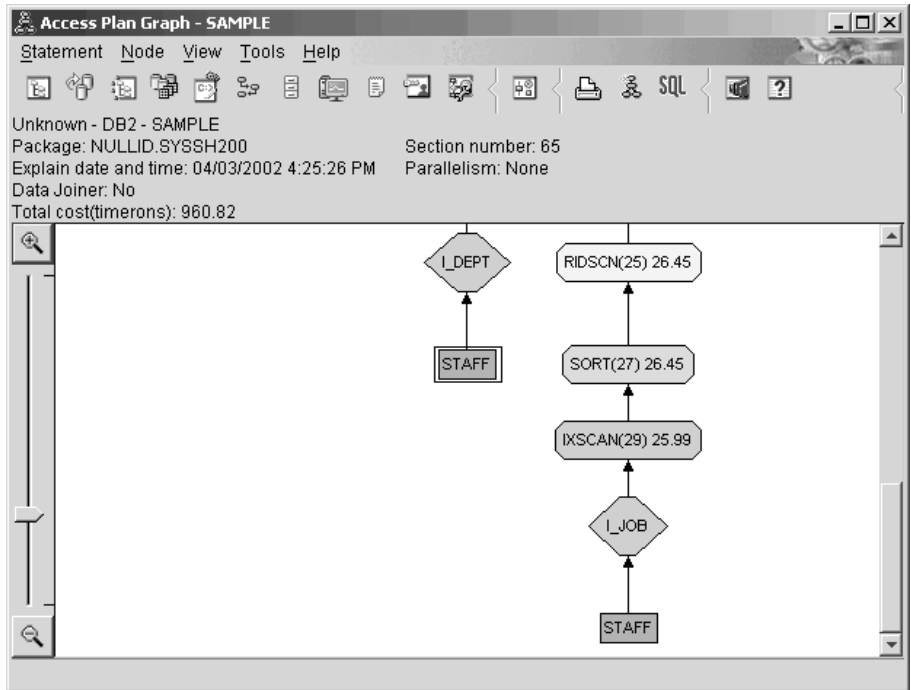 Access Plan Graph - SAMPLE
Statement Node View Tools Help
SQL ?
Unknown - DB2 - SAMPLE
Package: NULLID.SYSSH200 Section number: 65
Explain date and time: 04/03/2002 4:25:26 PM Parallelism: None
Data Joiner: No
Total cost(timerons): 960.82
I_DEPT RIDSCN(25) 26.45
STAFF SORT(27) 26.45
IXSCAN(29) 25.99
I_JOB
STAFF